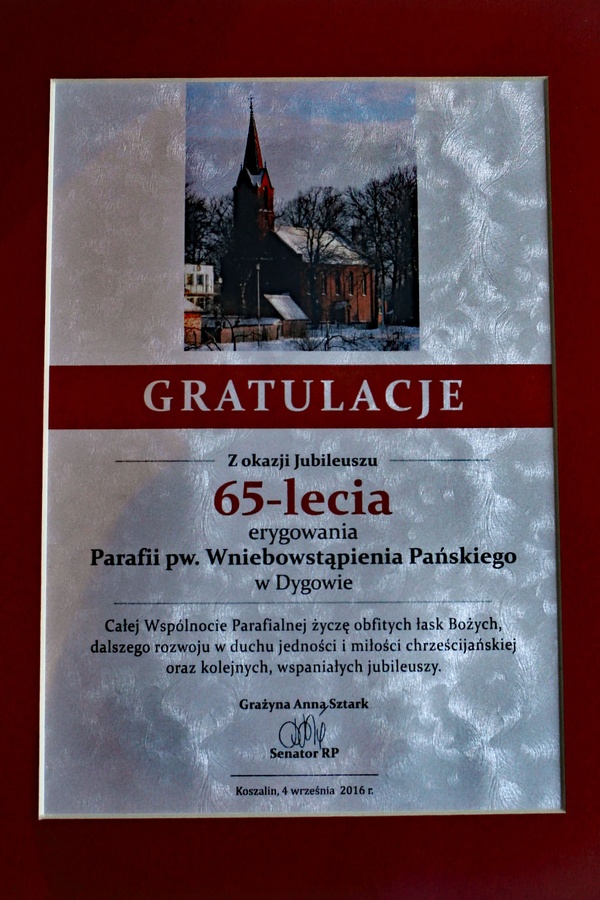 GRATULACJE
Z okazji Jubileuszu
65-lecia
erygowania
Parafii pw. Wniebowstąpienia Pańskiego
w Dygowie
Całej Wspólnocie Parafialnej życzę obfitych łask Bożych,
dalszego rozwoju w duchu jedności i miłości chrześcijańskiej
oraz kolejnych, wspaniałych jubileuszy.
Grażyna Anna Sztark
Senator RP
Koszalin, 4 września 2016 r.